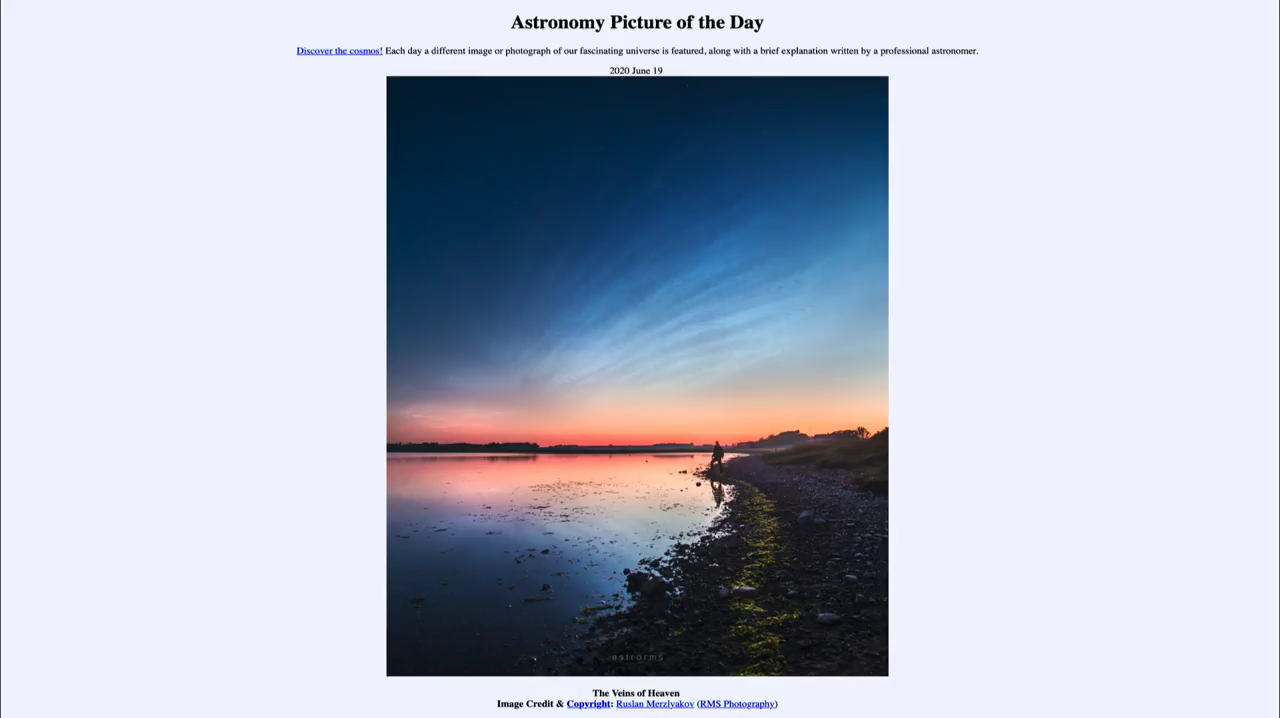 Astronomy Picture of the Day
Discover the cosmos! Each day a different image or photograph of our fascinating universe is featured, along with a brief explanation written by a professional astronomer.
2020 June 19
astrorms
The Veins of Heaven
Image Credit & Copyright: Ruslan Merzlyakov (RMS Photography)